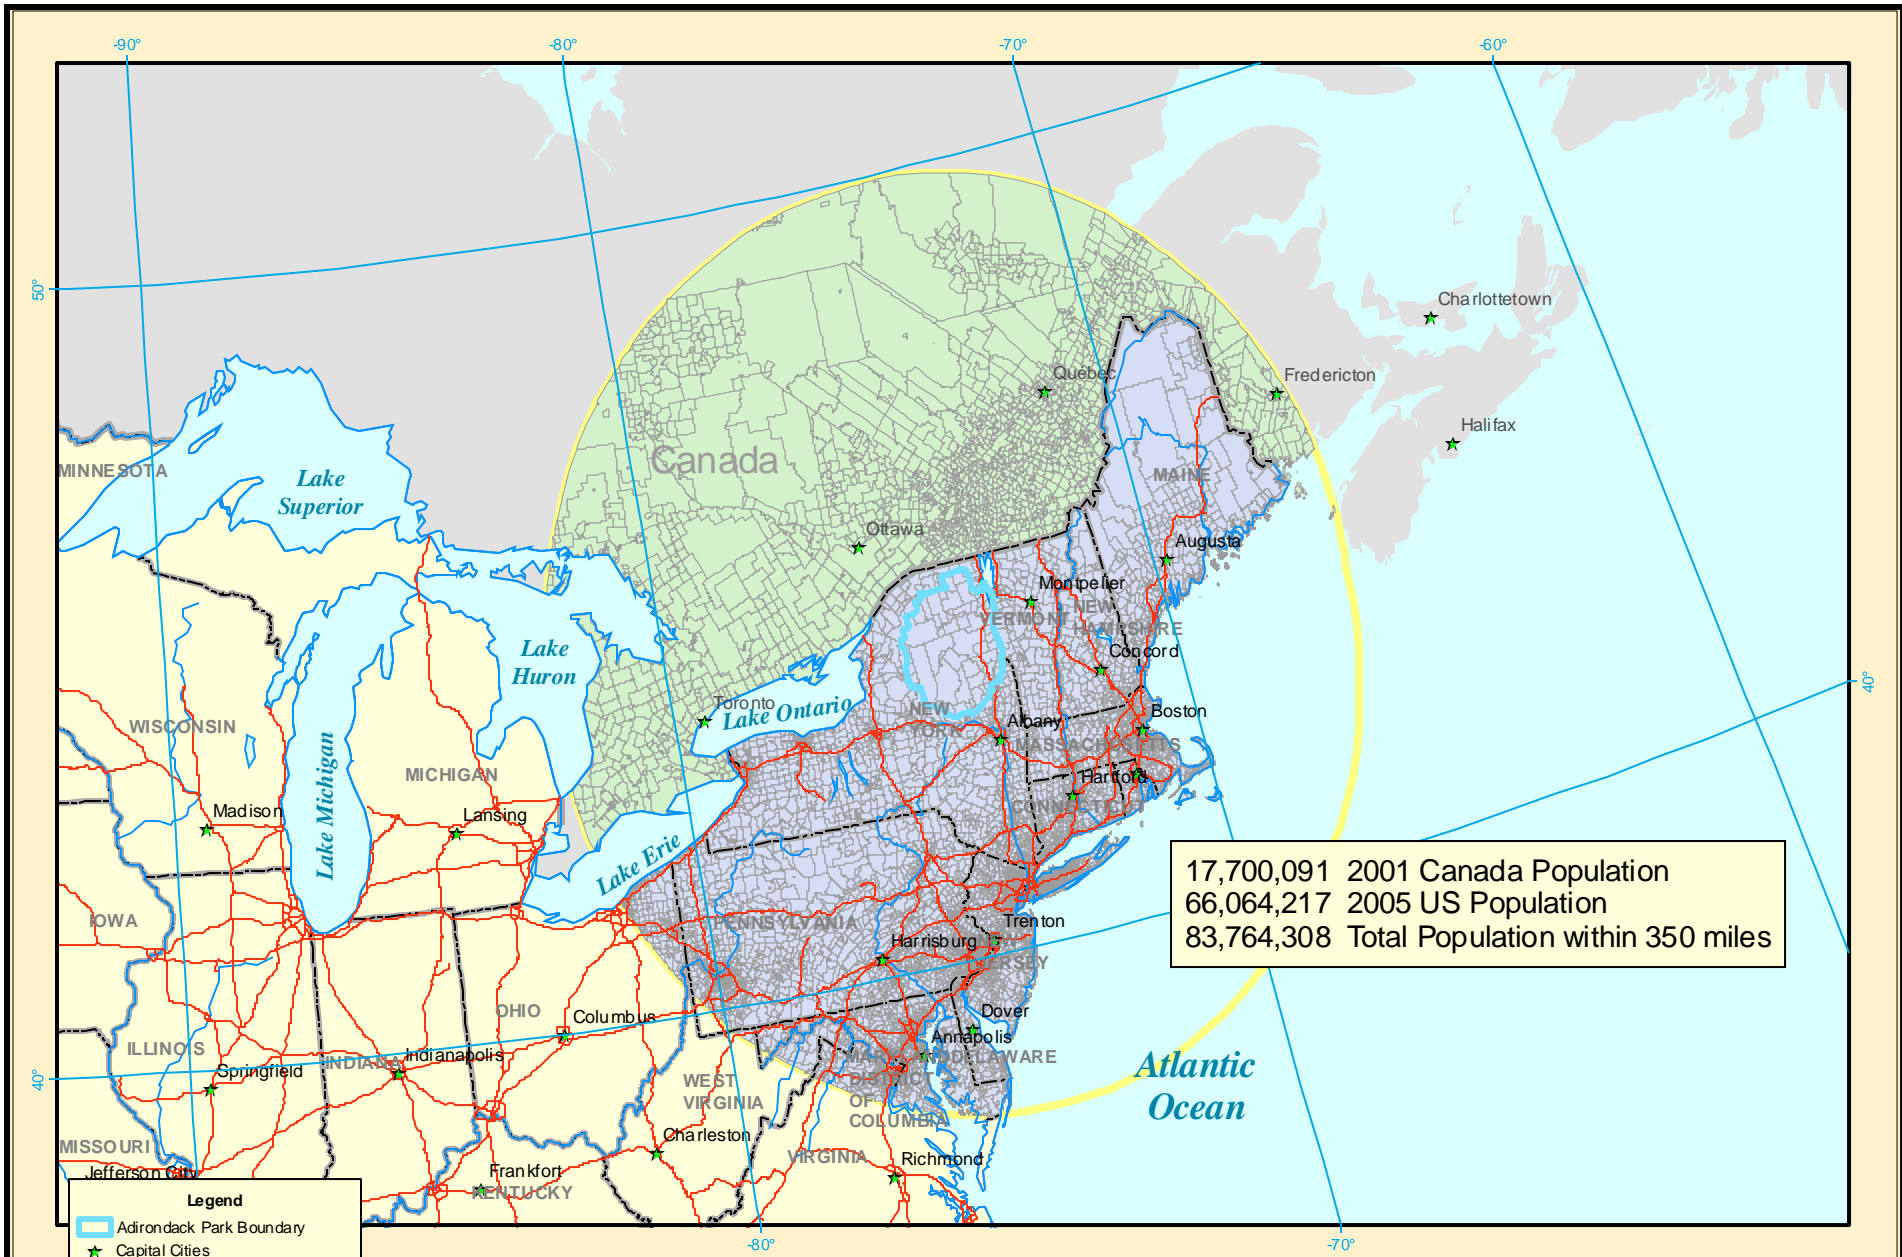 -90°
-80°
-70°
-60°
50°
Charlottetown
Québec
Fredericton
Halifax
Canada
MINNESOTA
Lake
Superior
MAINE
Ottawa
Augusta
Montpelier
VERMONT
NEW
HAMPSHIRE
Lake
Huron
Concord
40°
Toronto
Lake Ontario
NEW
YORK
Albany
Boston
MASSACHUSETTS
WISCONSIN
Lake Michigan
MICHIGAN
Hartford
CONNECTICUT
Madison
Lansing
Lake Erie
17,700,091 2001 Canada Population
66,064,217 2005 US Population
83,764,308 Total Population within 350 miles
IOWA
PENNSYLVANIA
Trenton
Harrisburg
JERSEY
OHIO
Columbus
Dover
Annapolis
ILLINOIS
INDIANA
Indianapolis
MARYLAND
DELAWARE
Atlantic
Ocean
40°
Springfield
WEST
VIRGINIA
DISTRICT
OF
COLUMBIA
MISSOURI
Charleston
VIRGINIA
Richmond
Jefferson City
Frankfort
KENTUCKY
Legend
Adirondack Park Boundary
Capital Cities
-80°
-70°